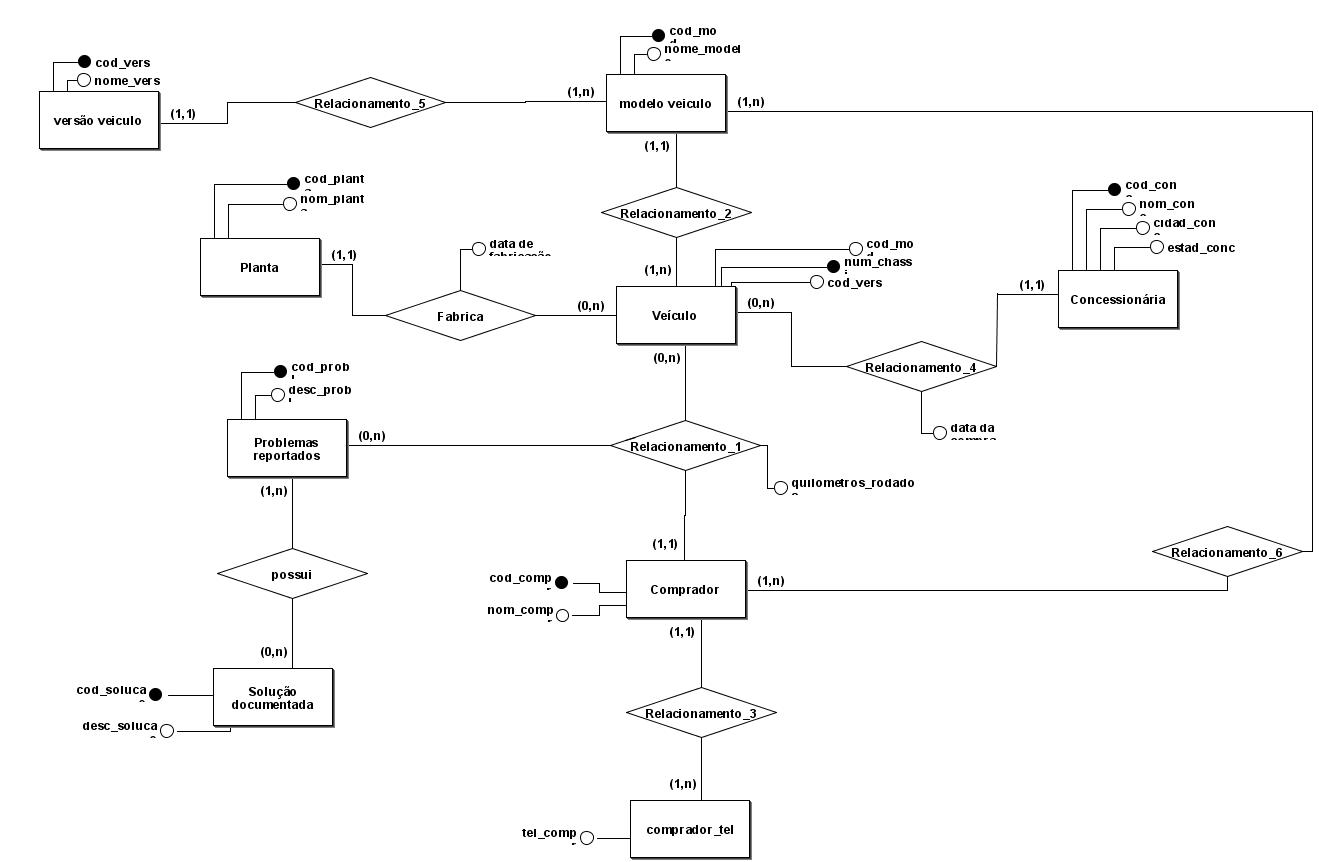 cod_mo
nome_model
cod_vers
nome_vers
(1,n)
modelo veiculo
(1,n)
Relacionamento_5
(1,1)
versão veiculo
(1,1)
cod_plant
nom_plant
Relacionamento_2
cod_con
nom_con
cidad_con
estad_conc
data de
fabricação
cod_mo
num_chass
i
cod_vers
(1,1)
Planta
(1,n)
(0,n)
Fabrica
Veículo
(0,n)
(1,1)
Concessionária
(0,n)
Relacionamento_4
cod_prob
l
desc_prob
l
data da
compra
Problemas
reportados
(0,n)
Relacionamento_1
quilometros_rodado
(1,n)
(1,1)
Relacionamento_6
possui
cod_comp
nom_comp
Comprador
(1,n)
(1,1)
(0,n)
cod_soluca
Solução
documentada
desc_soluca
Relacionamento_3
(1,n)
tel_comp
comprador_tel